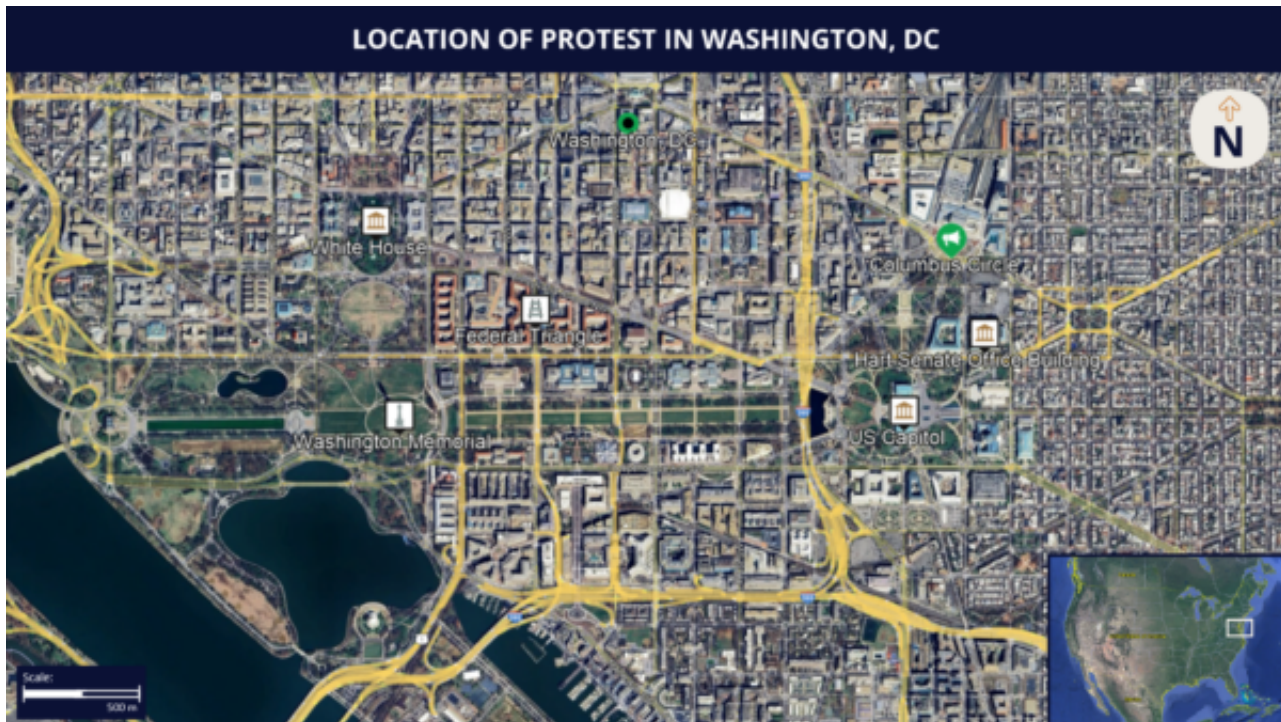 LOCATION OF PROTEST IN WASHINGTON, DC
N
Washington, DC
White House
Columbus Circle
Federal Triangle
Hart Senate Office Building
Washington Memorial
US Capitol
Scale:
500 m